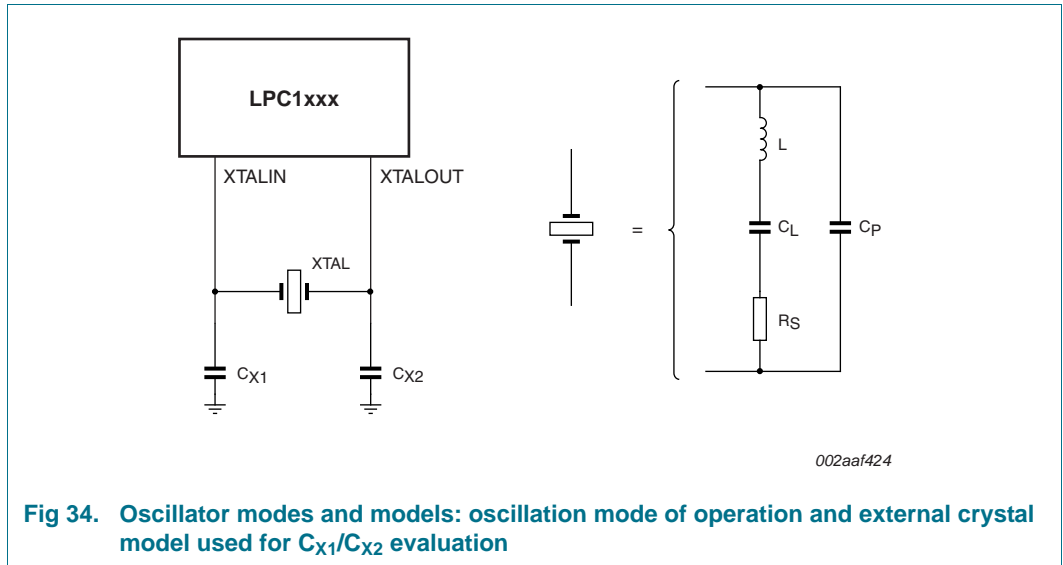 LPC1xxx
XTALIN
XTALOUT
XTAL
CX1
CX2
=
L
CL
CP
RS
002aaf424
Fig 34. Oscillator modes and models: oscillation mode of operation and external crystal
model used for CX1/CX2 evaluation